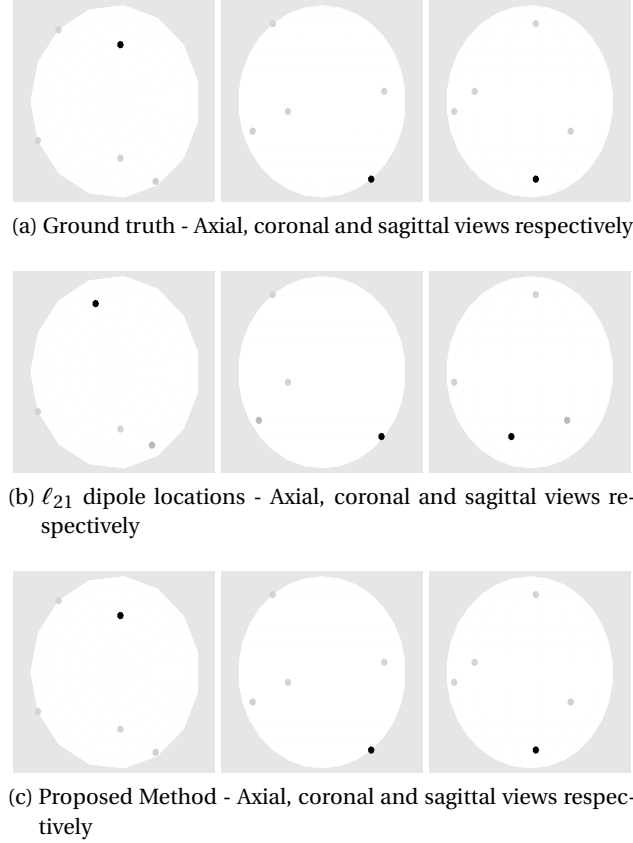 (a) Ground truth - Axial, coronal and sagittal views respectively
(b) ℓ21 dipole locations - Axial, coronal and sagittal views re-
spectively
(c) Proposed Method - Axial, coronal and sagittal views respec-
tively